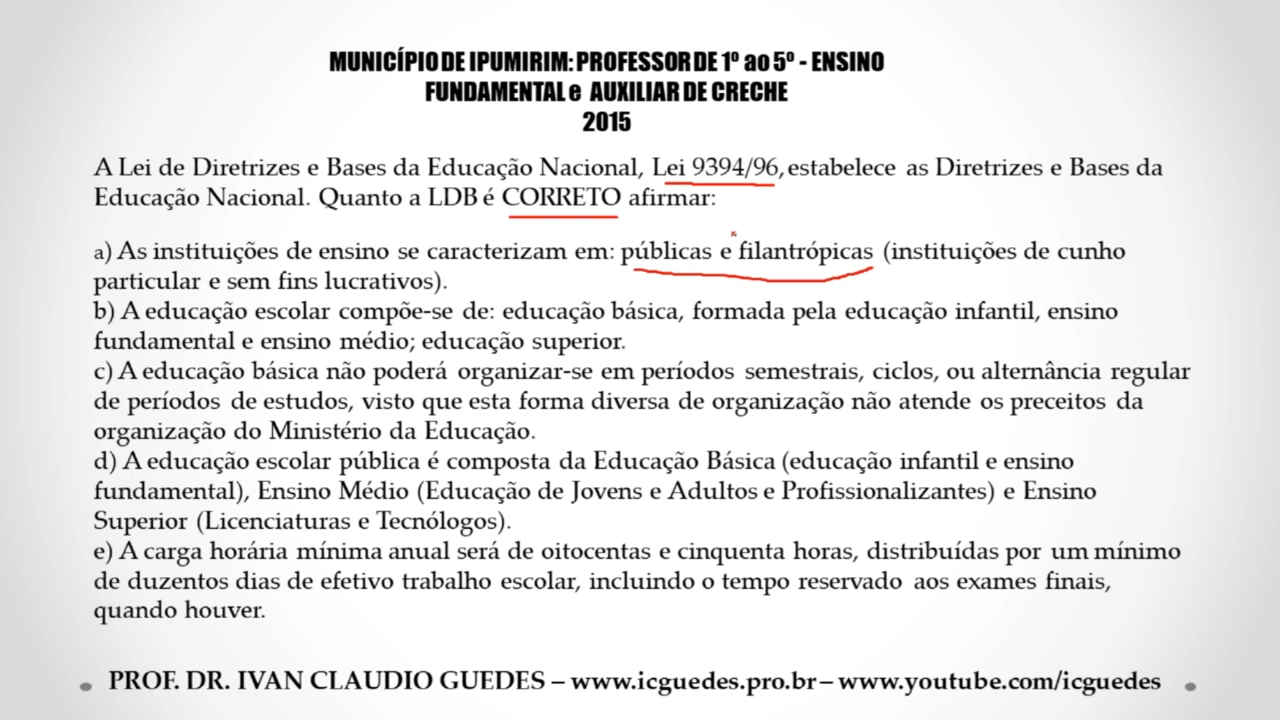 MUNICÍPIO DE IPUMIRIM: PROFESSOR DE 1º ao 5º - ENSINO
FUNDAMENTAL e AUXILIAR DE CRECHE
2015
A Lei de Diretrizes e Bases da Educação Nacional, Lei 9394/96, estabelece as Diretrizes e Bases da
Educação Nacional. Quanto a LDB é CORRETO afirmar:
a) As instituições de ensino se caracterizam em: públicas e filantrópicas (instituições de cunho
particular e sem fins lucrativos).
b) A educação escolar compõe-se de: educação básica, formada pela educação infantil, ensino
fundamental e ensino médio; educação superior.
c) A educação básica não poderá organizar-se em períodos semestrais, ciclos, ou alternância regular
de períodos de estudos, visto que esta forma diversa de organização não atende os preceitos da
organização do Ministério da Educação.
d) A educação escolar pública é composta da Educação Básica (educação infantil e ensino
fundamental), Ensino Médio (Educação de Jovens e Adultos e Profissionalizantes) e Ensino
Superior (Licenciaturas e Tecnólogos).
e) A carga horária mínima anual será de oitocentas e cinquenta horas, distribuídas por um mínimo
de duzentos dias de efetivo trabalho escolar, incluindo o tempo reservado aos exames finais,
quando houver.
PROF. DR. IVAN CLAUDIO GUEDES – www.icguedes.pro.br – www.youtube.com/icguedes